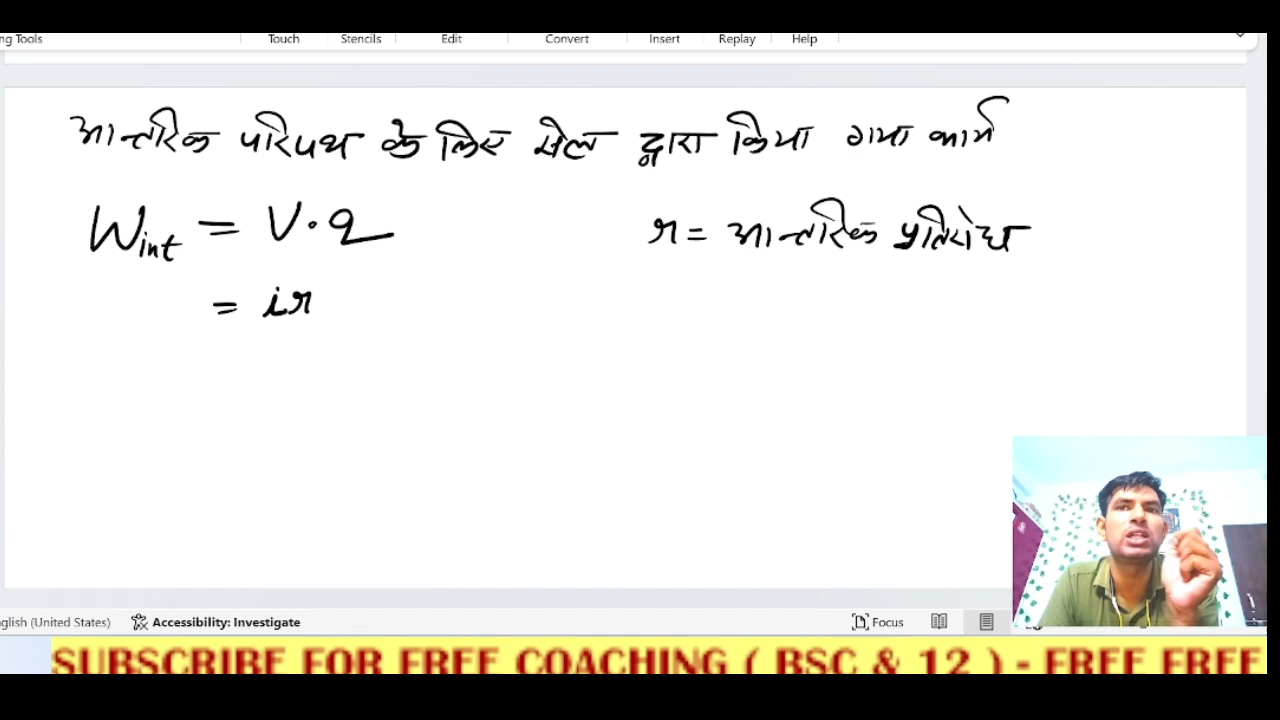 ng Tools Touch Stencils Edit Convert Insert Replay Help
आन्तरिक परिपथ के लिए सेल द्वारा किया गया कार्य
W_int = V·q
r = आन्तरिक प्रतिरोध
= ir
glish (United States) Accessibility: Investigate Focus
SUBSCRIBE FOR FREE COACHING ( BSC & 12 ) - FREE FREE